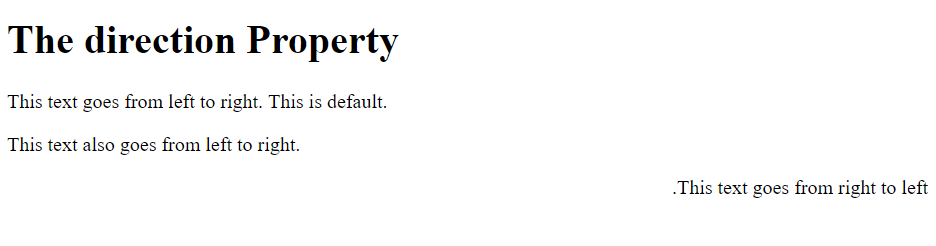 The direction Property
This text goes from left to right. This is default.
This text also goes from left to right.
.This text goes from right to left